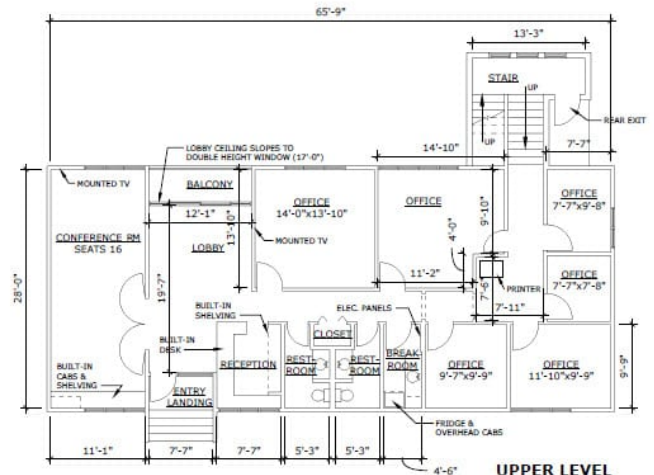 65'-9"
13'-3"
STAIR
UP
UP
REAR EXIT
LOBBY CEILING SLOPES TO
DOUBLE HEIGHT WINDOW (17'-0")
14'-10"
7'-7"
MOUNTED TV
BALCONY
12'-1"
OFFICE
14'-0"x13'-10"
OFFICE
9'-10"
OFFICE
7'-7"x9'-8"
CONFERENCE RM
SEATS 16
LOBBY
13'-10"
MOUNTED TV
4'-0"
28'-0"
19'-7"
11'-2"
OFFICE
7'-7"x7'-8"
PRINTER
7'-6"
7'-11"
BUILT-IN
SHELVING
ELEC. PANELS
BUILT-IN
DESK
CLOSET
RECEPTION
REST-
ROOM
REST-
ROOM
BREAK-
ROOM
OFFICE
9'-7"x9'-9"
OFFICE
11'-10"x9'-9"
9'-9"
BUILT-IN
CABS &
SHELVING
ENTRY
LANDING
FRIDGE &
OVERHEAD CABS
11'-1"
7'-7"
7'-7"
5'-3"
5'-3"
4'-6"
UPPER LEVEL